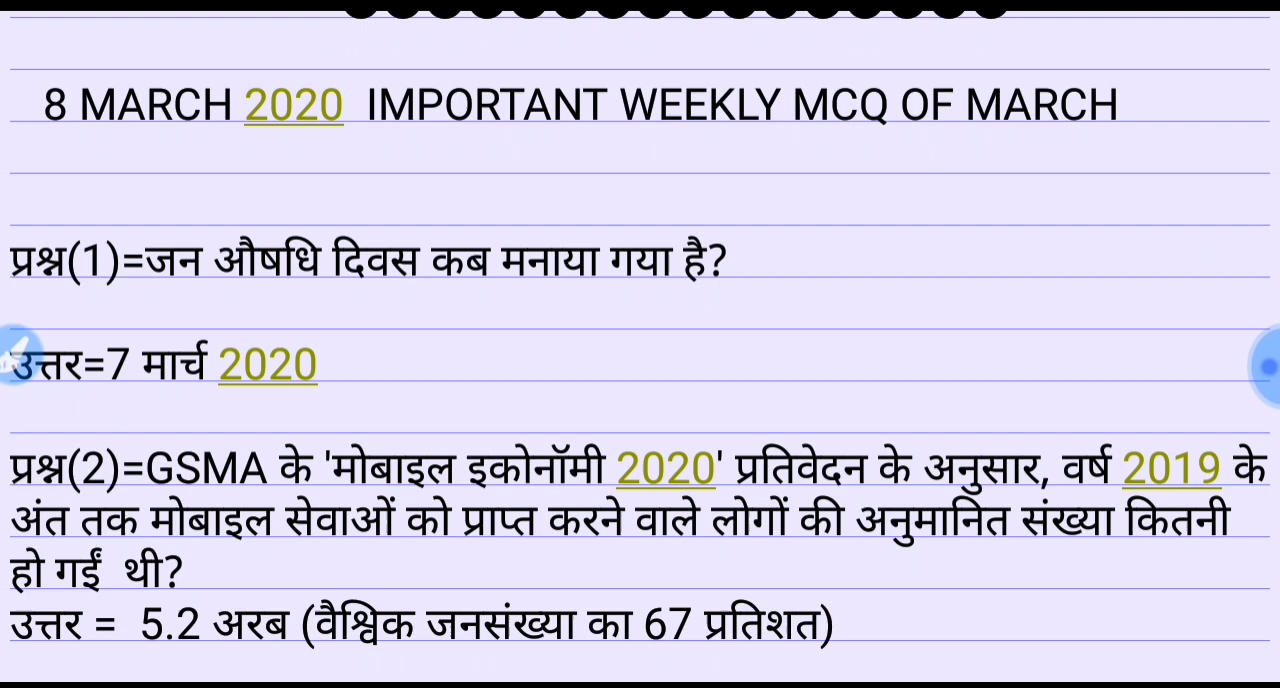 8 MARCH 2020 IMPORTANT WEEKLY MCQ OF MARCH
प्रश्न(1)=जन औषधि दिवस कब मनाया गया है?
उत्तर=7 मार्च 2020
प्रश्न(2)=GSMA के 'मोबाइल इकोनॉमी 2020' प्रतिवेदन के अनुसार, वर्ष 2019 के
अंत तक मोबाइल सेवाओं को प्राप्त करने वाले लोगों की अनुमानित संख्या कितनी
हो गईं थी?
उत्तर = 5.2 अरब (वैश्विक जनसंख्या का 67 प्रतिशत)